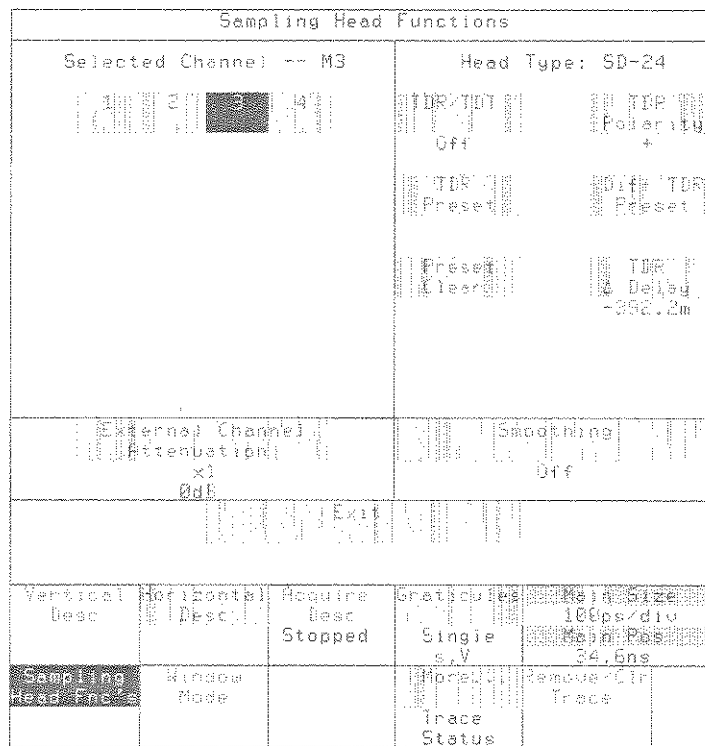 Sampling Head Functions
Selected Channel -- M3
Head Type: SD-24
1 2 3 4
TDR/TDT
Off
TDR
Polarity
+
TDR
Preset
Diff TDR
Preset
Preset
Clear
TDR
Δ Delay
-392.2m
External Channel
Attenuation
x1
0dB
Smoothing
Off
Exit
Vertical
Desc
Horizontal
Desc
Acquire
Desc
Stopped
Graticules
Single
s,V
Main Size
100ps/div
Main Pos
34.6ns
Sampling
Head Fnc's
Window
Mode
More
Trace
Status
Remove/Clr
Trace